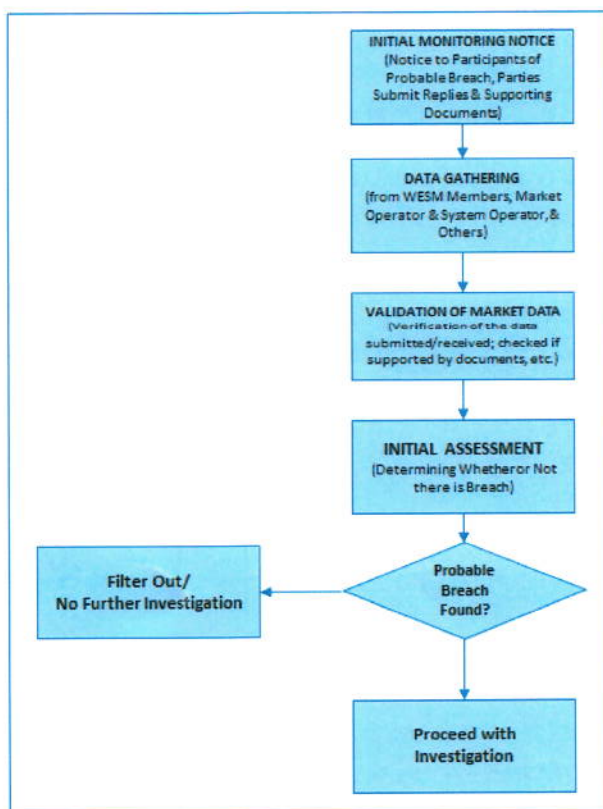 INITIAL MONITORING NOTICE
(Notice to Participants of
Probable Breach, Parties
Submit Replies & Supporting
Documents)
DATA GATHERING
(from WESM Members, Market
Operator & System Operator, &
Others)
VALIDATION OF MARKET DATA
(Verification of the data
submitted/received; checked if
supported by documents, etc.)
INITIAL ASSESSMENT
(Determining Whether or Not
there is Breach)
Probable
Breach
Found?
Filter Out/
No Further Investigation
Proceed with
Investigation